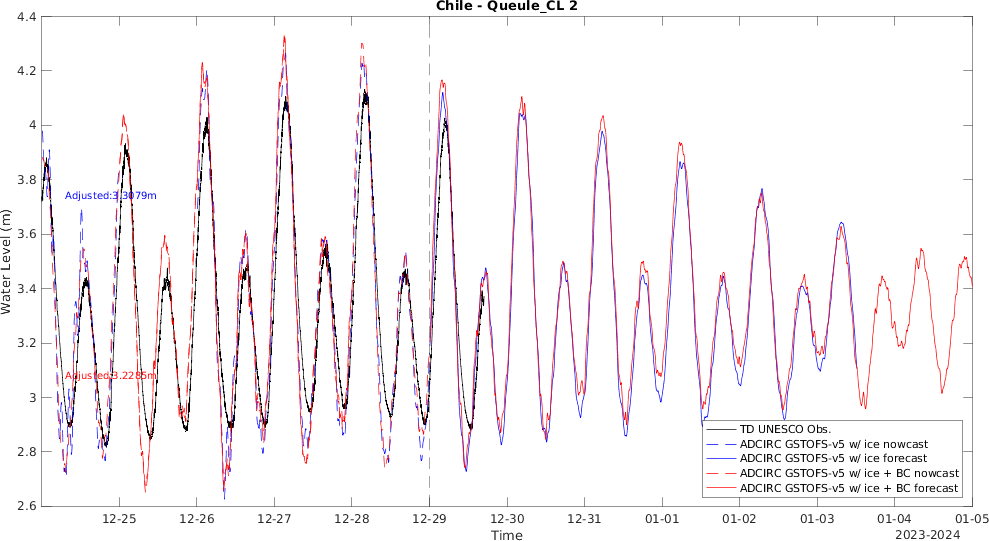 Chile - Queule_CL 2
4.4
4.2
4
3.8
3.6
3.4
3.2
3
2.8
2.6
Water Level (m)
Adjusted:3.3079m
Adjusted:3.2285m
TD UNESCO Obs.
ADCIRC GSTOFS-v5 w/ ice nowcast
ADCIRC GSTOFS-v5 w/ ice forecast
ADCIRC GSTOFS-v5 w/ ice + BC nowcast
ADCIRC GSTOFS-v5 w/ ice + BC forecast
12-25 12-26 12-27 12-28 12-29 12-30 12-31 01-01 01-02 01-03 01-04 01-05
Time
2023-2024